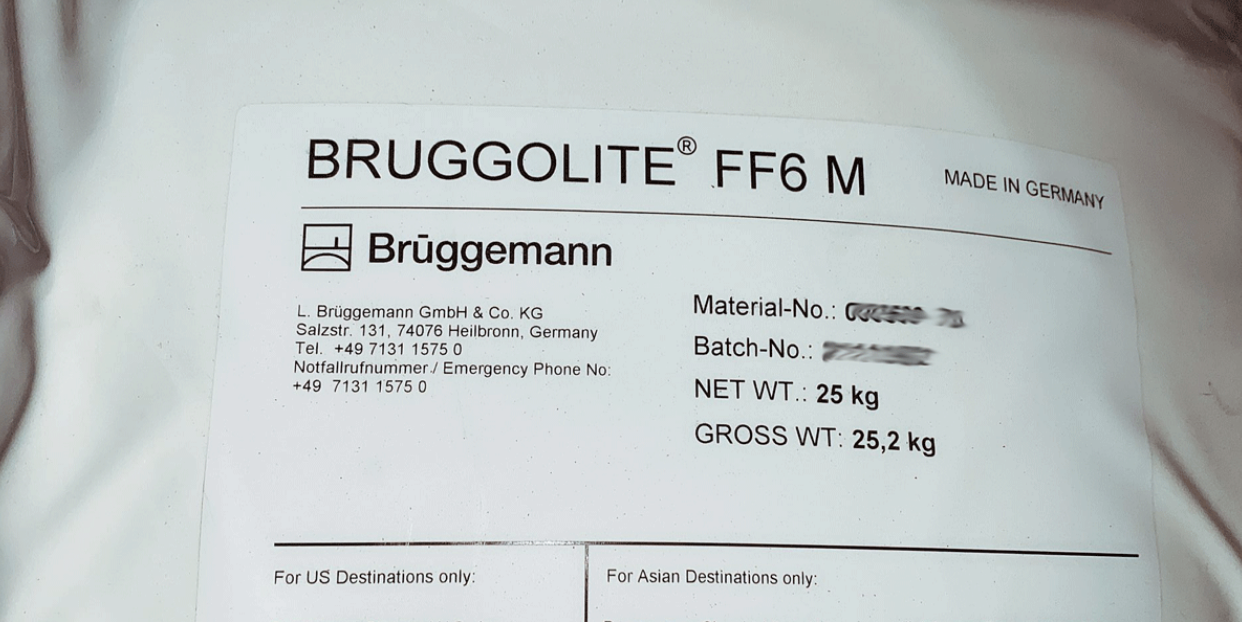 BRUGGOLITE® FF6 M
MADE IN GERMANY
Brüggemann
L. Brüggemann GmbH & Co. KG
Salzstr. 131, 74076 Heilbronn, Germany
Tel. +49 7131 1575 0
Notfallrufnummer / Emergency Phone No:
+49 7131 1575 0
Material-No.:
Batch-No.:
NET WT.: 25 kg
GROSS WT: 25,2 kg
For US Destinations only:
For Asian Destinations only: